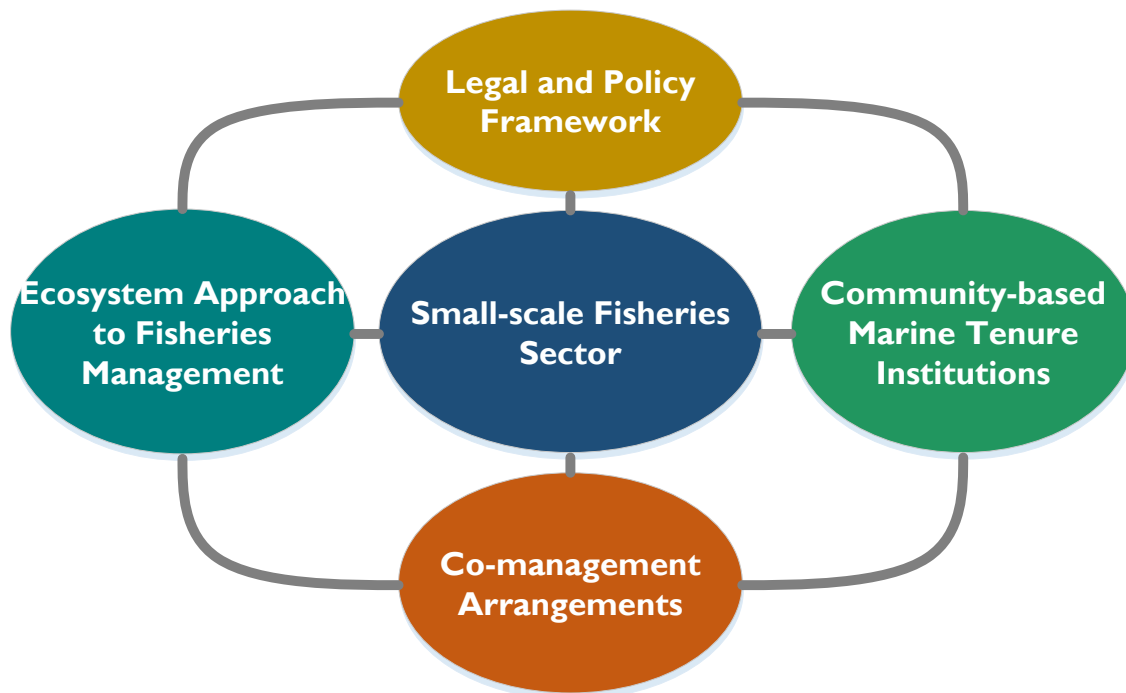 Legal and Policy
Framework
Ecosystem Approach
to Fisheries
Management
Small-scale Fisheries
Sector
Community-based
Marine Tenure
Institutions
Co-management
Arrangements